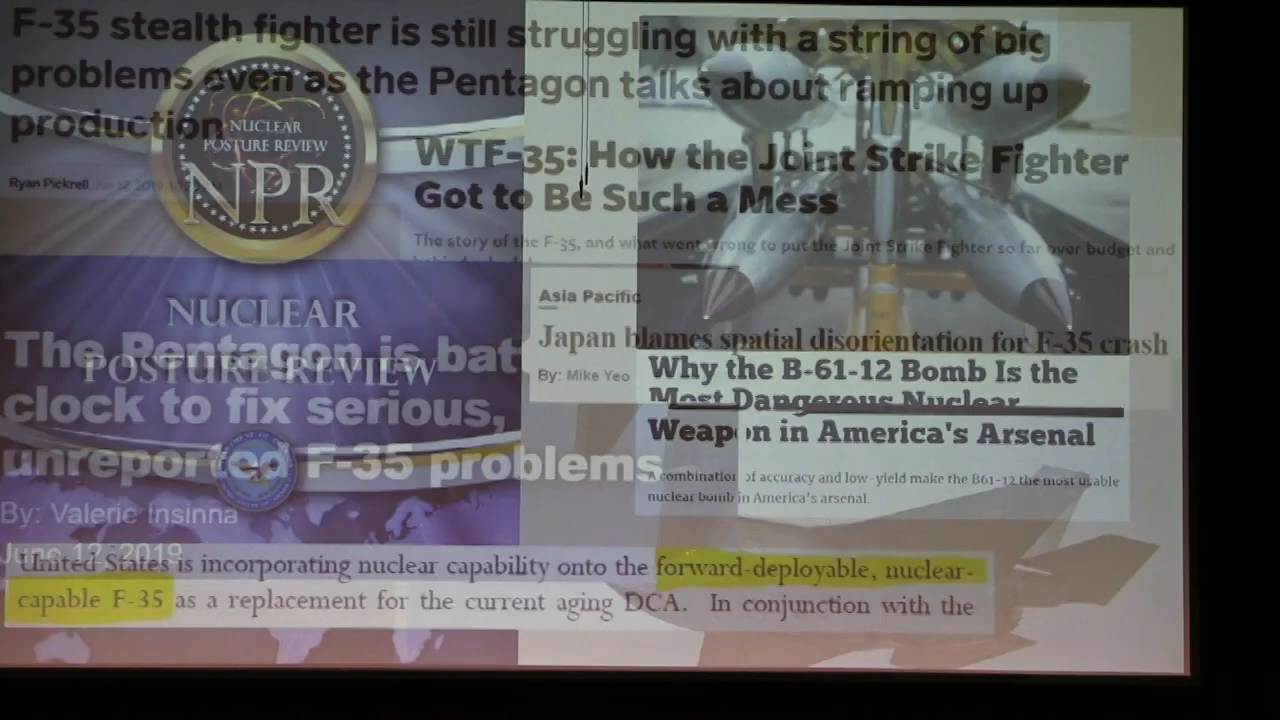 F-35 stealth fighter is still struggling with a string of big
problems even as the Pentagon talks about ramping up
production
Ryan Pickrell Jun 12, 2019
NUCLEAR
POSTURE REVIEW
NPR
WTF-35: How the Joint Strike Fighter
Got to Be Such a Mess
The story of the F-35, and what went wrong to put the Joint Strike Fighter so far over budget and
Asia Pacific
Japan blames spatial disorientation for F-35 crash
By: Mike Yeo
NUCLEAR
POSTURE REVIEW
The Pentagon is bat
clock to fix serious,
unreported F-35 problems
By: Valerie Insinna
June 12, 2019
Why the B-61-12 Bomb Is the
Most Dangerous Nuclear
Weapon in America's Arsenal
A combination of accuracy and low-yield make the B61-12 the most usable
nuclear bomb in America's arsenal.
United States is incorporating nuclear capability onto the forward-deployable, nuclear-
capable F-35 as a replacement for the current aging DCA. In conjunction with the